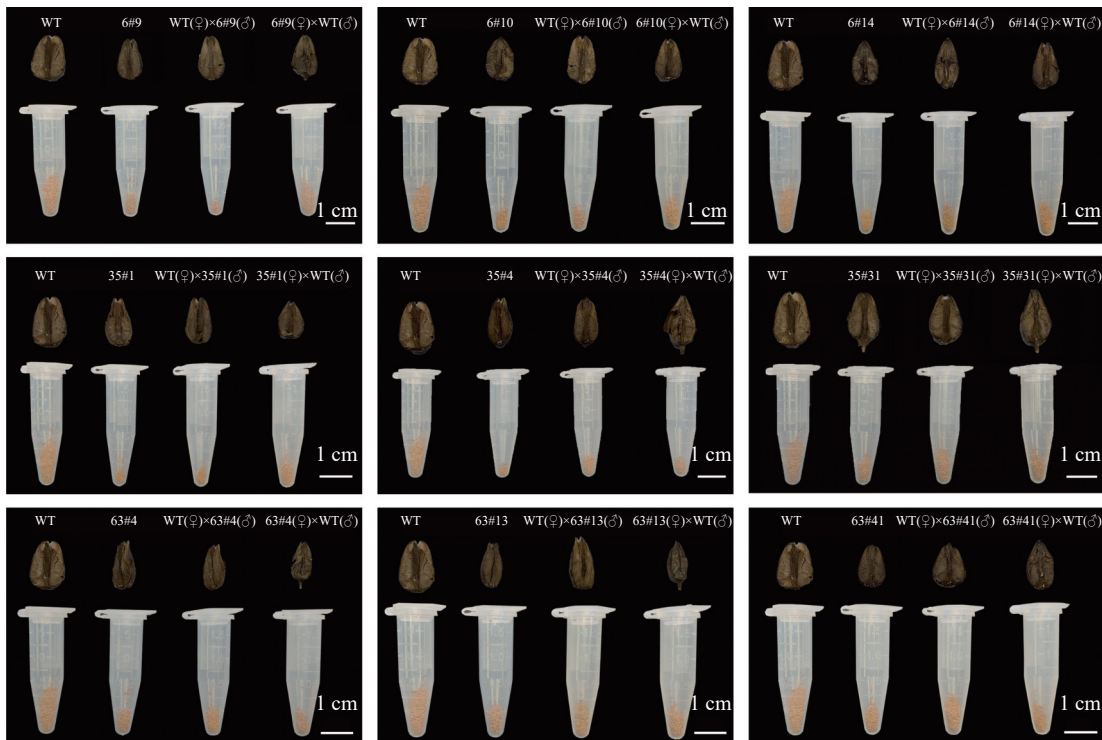 WT 6#9 WT(♀)×6#9(♂) 6#9(♀)×WT(♂)
1 cm
WT 6#10 WT(♀)×6#10(♂) 6#10(♀)×WT(♂)
1 cm
WT 6#14 WT(♀)×6#14(♂) 6#14(♀)×WT(♂)
1 cm
WT 35#1 WT(♀)×35#1(♂) 35#1(♀)×WT(♂)
1 cm
WT 35#4 WT(♀)×35#4(♂) 35#4(♀)×WT(♂)
1 cm
WT 35#31 WT(♀)×35#31(♂) 35#31(♀)×WT(♂)
1 cm
WT 63#4 WT(♀)×63#4(♂) 63#4(♀)×WT(♂)
1 cm
WT 63#13 WT(♀)×63#13(♂) 63#13(♀)×WT(♂)
1 cm
WT 63#41 WT(♀)×63#41(♂) 63#41(♀)×WT(♂)
1 cm